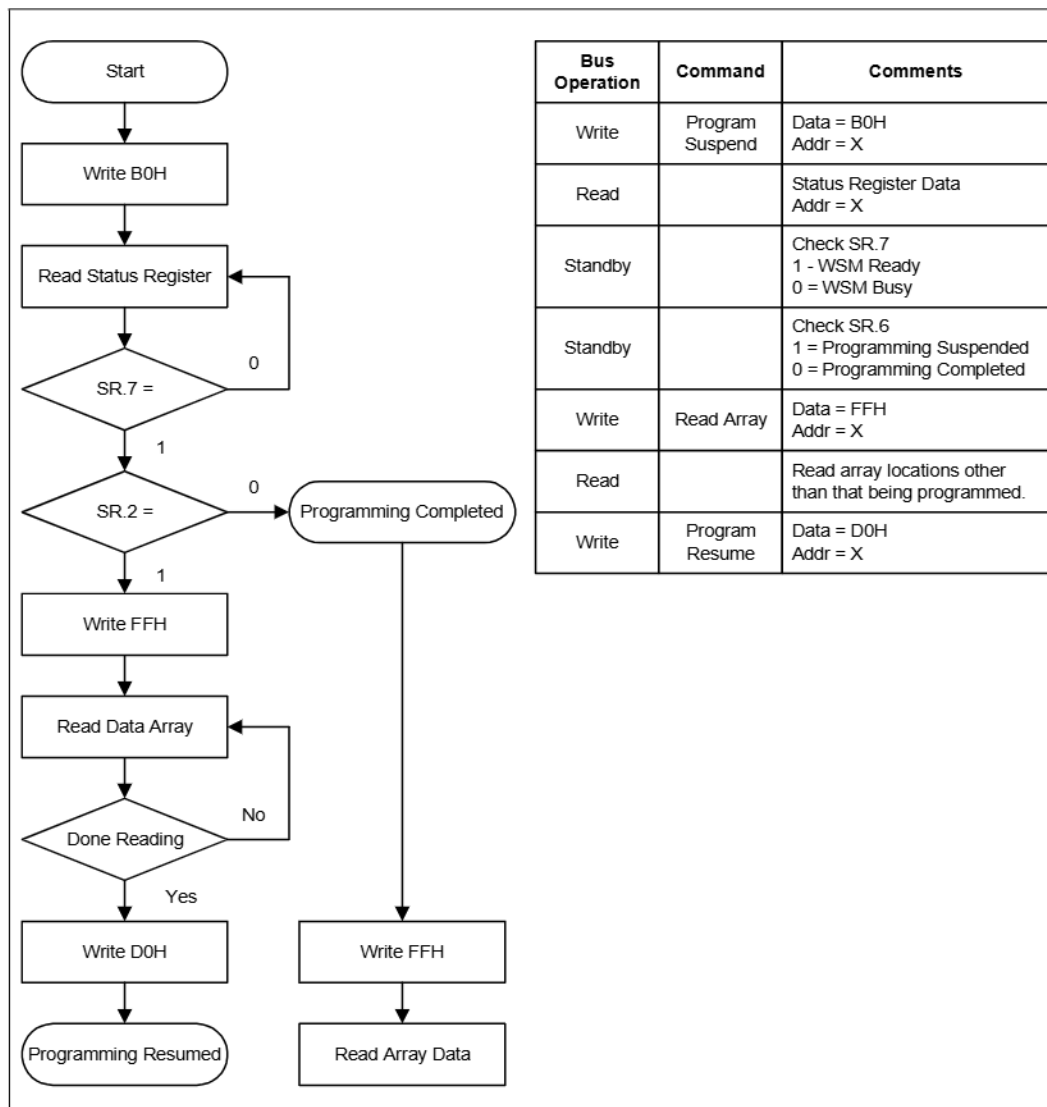 Start
Write B0H
Read Status Register
0
SR.7 =
1
0
SR.2 =
Programming Completed
1
Write FFH
Read Data Array
No
Done Reading
Yes
Write D0H
Write FFH
Programming Resumed
Read Array Data
Bus
Operation
Command
Comments
Write
Program
Suspend
Data = B0H
Addr = X
Read
Status Register Data
Addr = X
Standby
Check SR.7
1 - WSM Ready
0 = WSM Busy
Standby
Check SR.6
1 = Programming Suspended
0 = Programming Completed
Write
Read Array
Data = FFH
Addr = X
Read
Read array locations other
than that being programmed.
Write
Program
Resume
Data = D0H
Addr = X